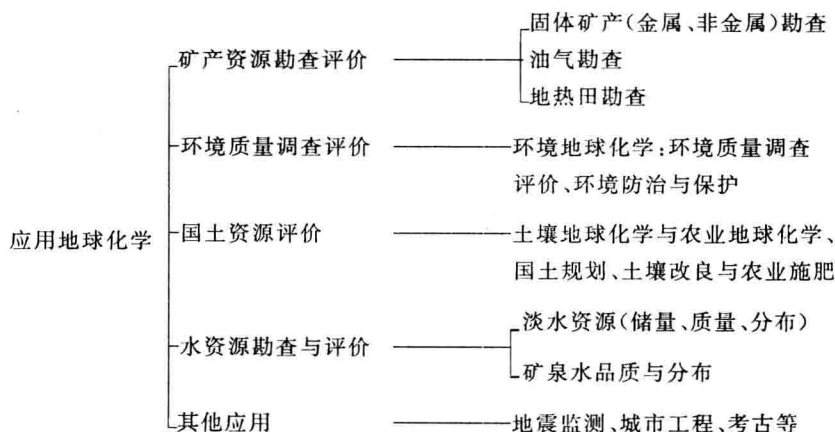 固体矿产(金属、非金属)勘查
矿产资源勘查评价
油气勘查
地热田勘查
环境质量调查评价
环境地球化学:环境质量调查
评价、环境防治与保护
应用地球化学
国土资源评价
土壤地球化学与农业地球化学、
国土规划、土壤改良与农业施肥
水资源勘查与评价
淡水资源(储量、质量、分布)
矿泉水品质与分布
其他应用
地震监测、城市工程、考古等